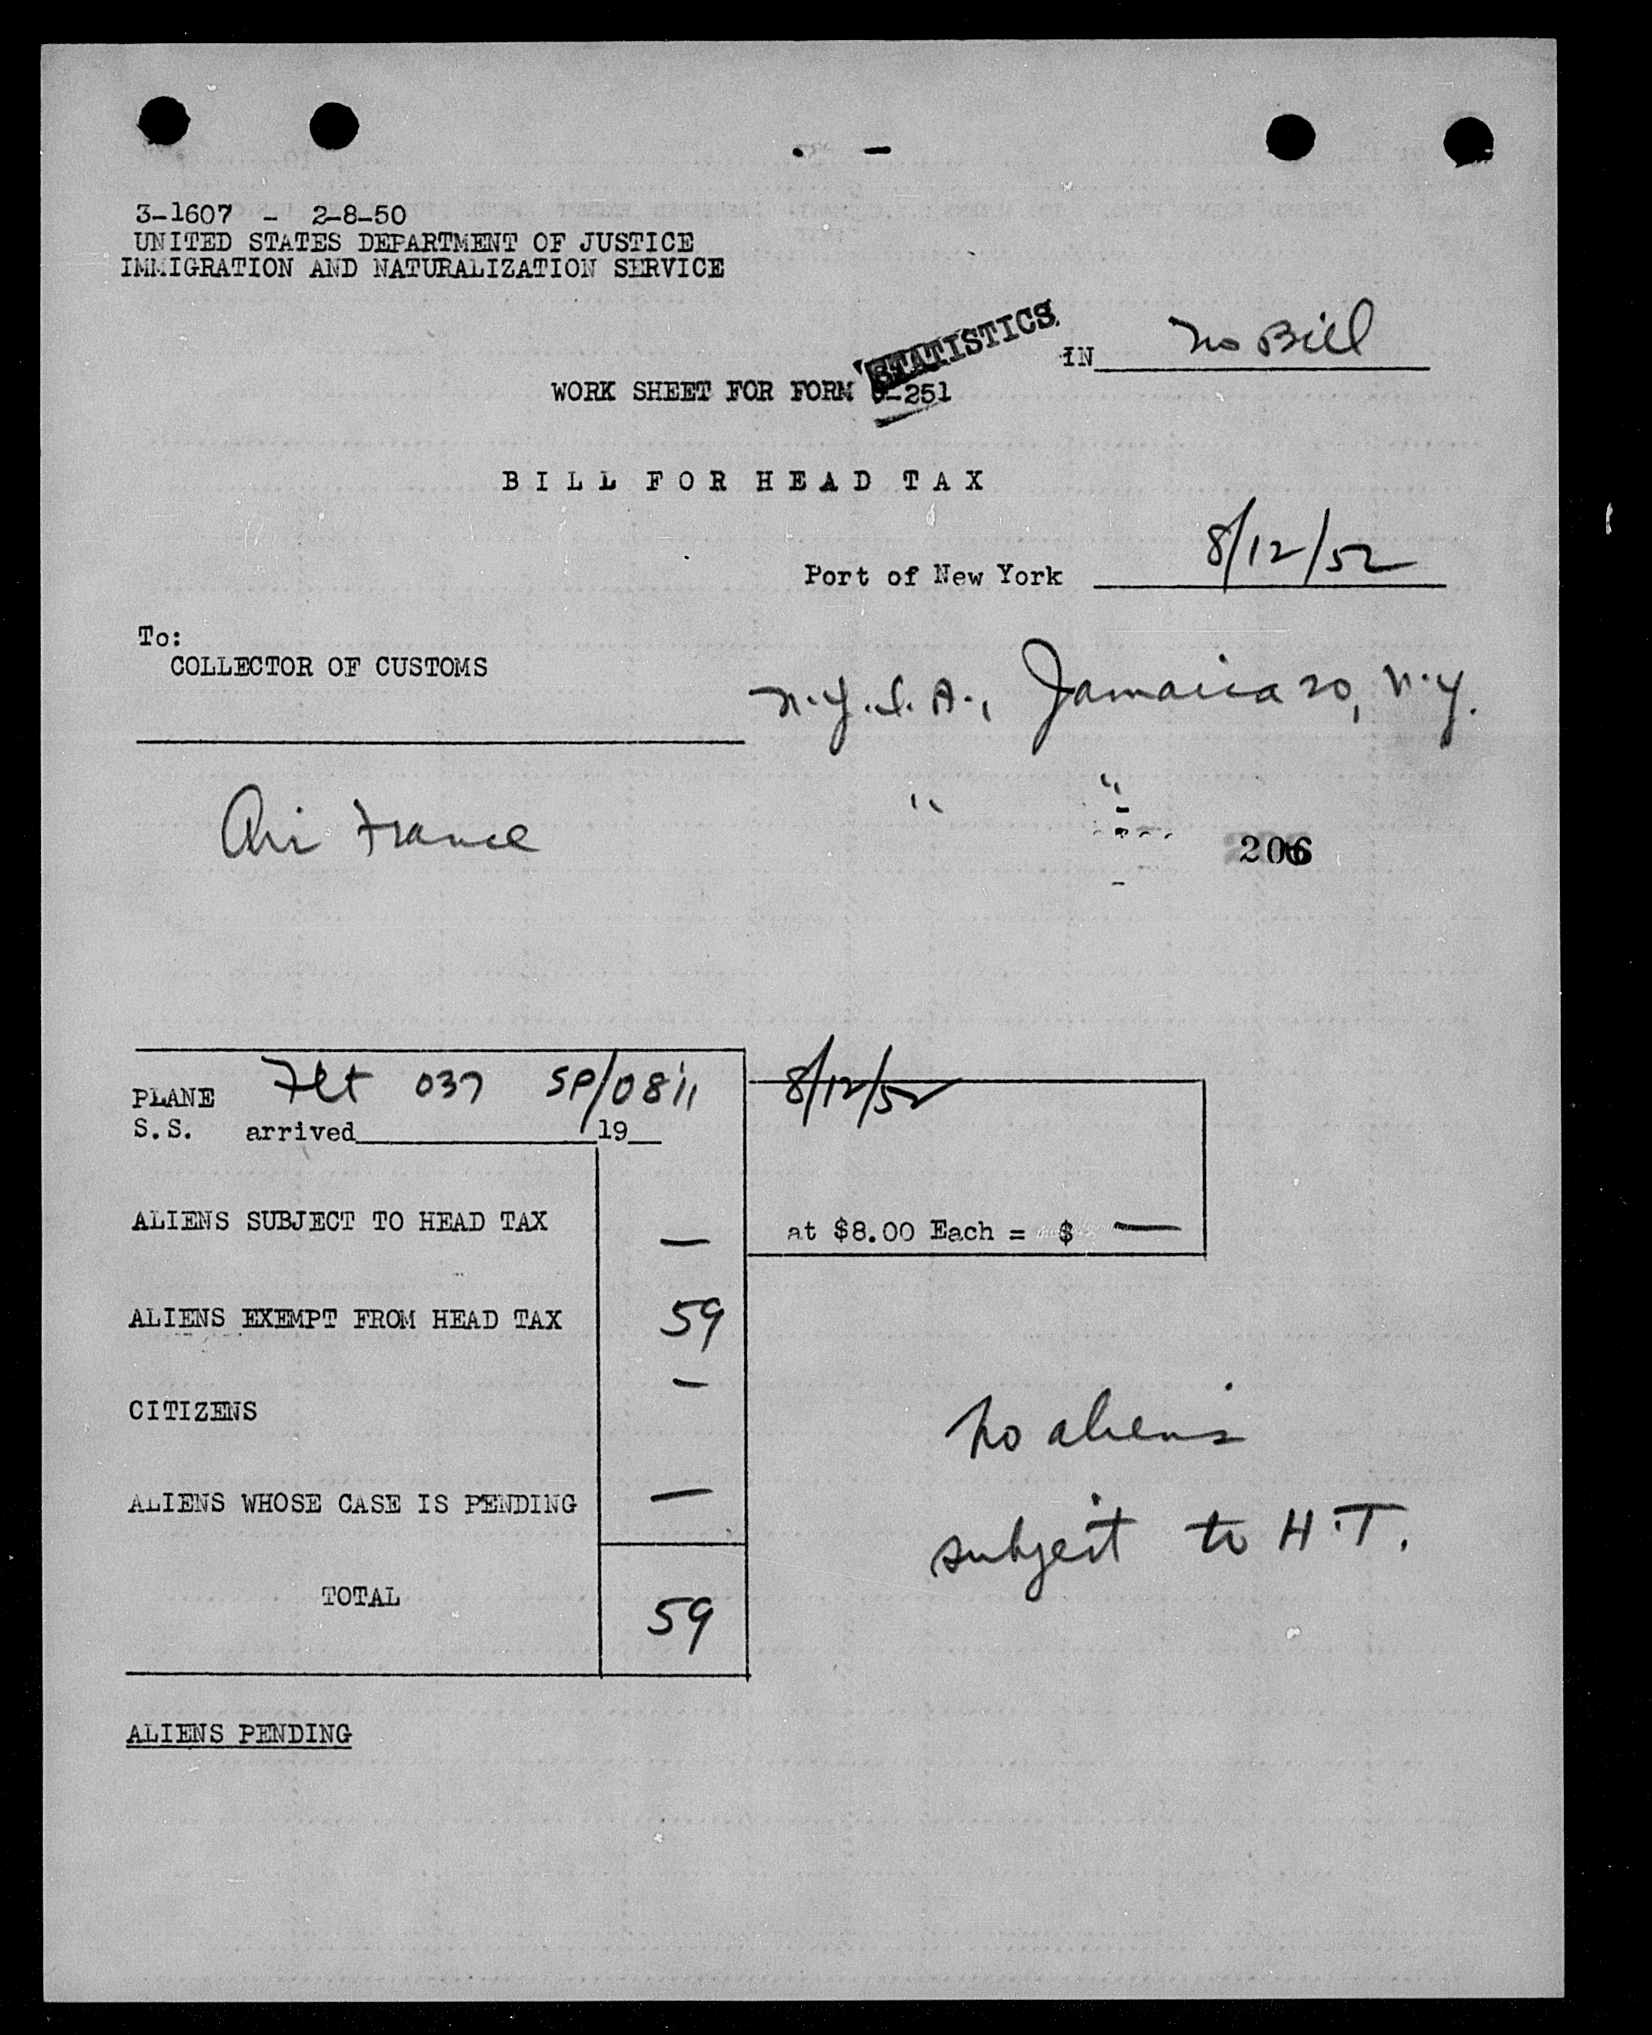 3-1607 - 2-8-50
UNITED STATES DEPARTMENT OF JUSTICE
IMMIGRATION AND NATURALIZATION SERVICE
STATISTICS
IN No Bill
WORK SHEET FOR FORM -251
BILL FOR HEAD TAX
Port of New York 8/12/52
To:
COLLECTOR OF CUSTOMS
N.Y.I.A., Jamaica 20, N.Y.
Air France " "
206
PLANE Flt 037 SP/0811 8/12/52
S.S. arrived 19
ALIENS SUBJECT TO HEAD TAX — at $8.00 Each = $ —
ALIENS EXEMPT FROM HEAD TAX 59
CITIZENS —
no aliens
ALIENS WHOSE CASE IS PENDING —
subject to H.T.
TOTAL 59
ALIENS PENDING